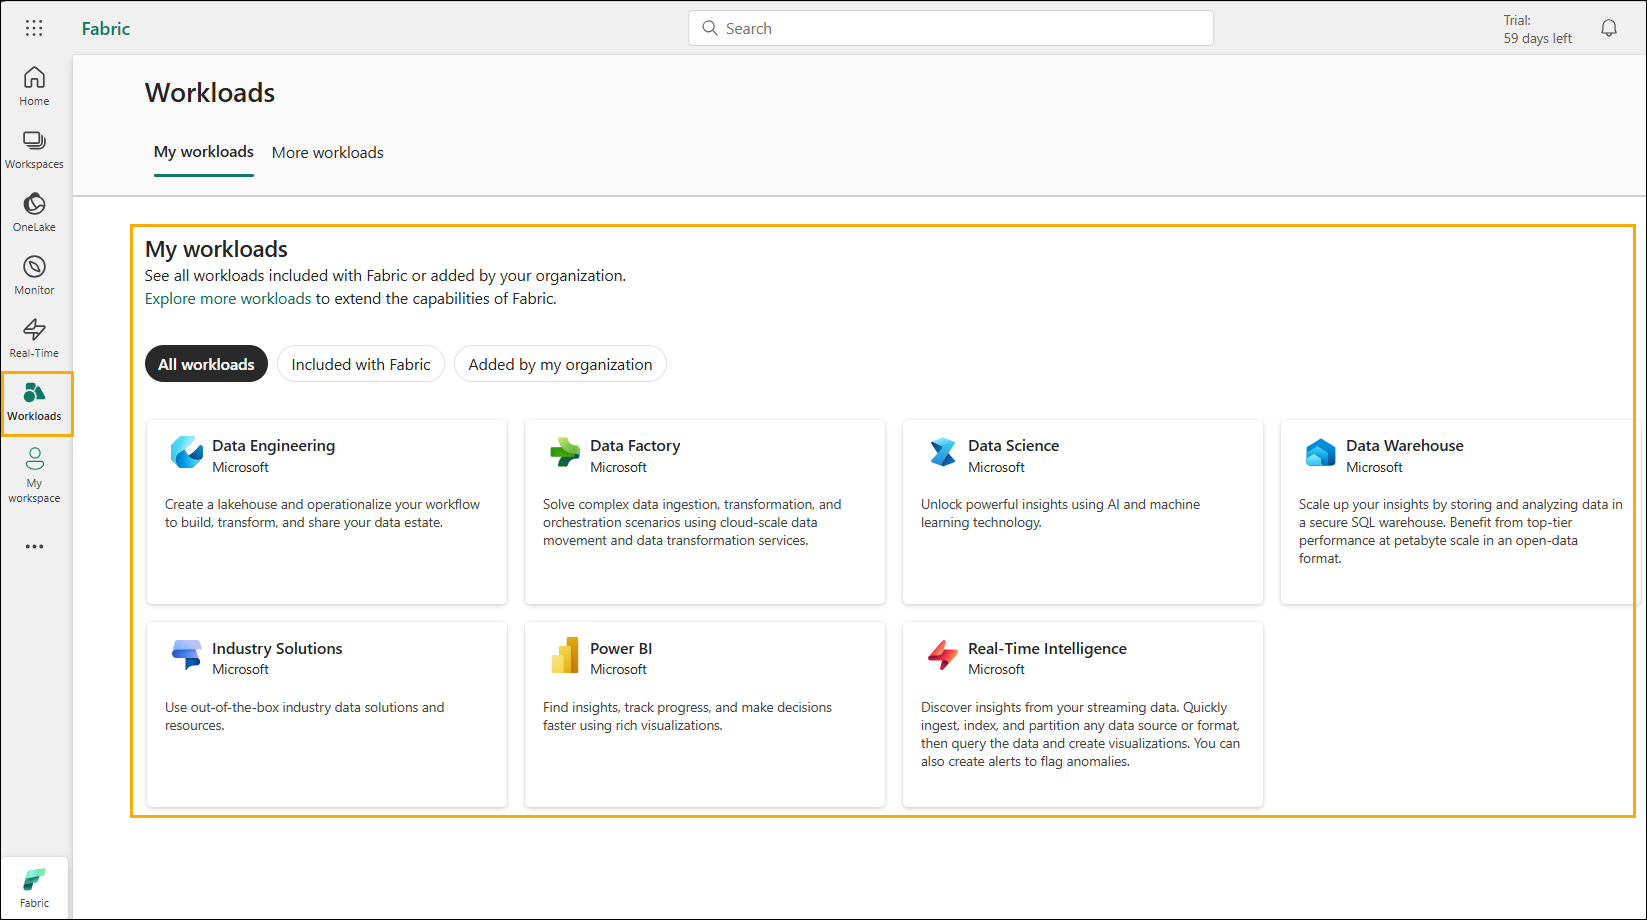 Fabric
Search
Trial:
59 days left
Home
Workspaces
OneLake
Monitor
Real-Time
Workloads
My
workspace
Fabric
Workloads
My workloads
More workloads
My workloads
See all workloads included with Fabric or added by your organization.
Explore more workloads to extend the capabilities of Fabric.
All workloads
Included with Fabric
Added by my organization
Data Engineering
Microsoft
Create a lakehouse and operationalize your workflow
to build, transform, and share your data estate.
Data Factory
Microsoft
Solve complex data ingestion, transformation, and
orchestration scenarios using cloud-scale data
movement and data transformation services.
Data Science
Microsoft
Unlock powerful insights using AI and machine
learning technology.
Data Warehouse
Microsoft
Scale up your insights by storing and analyzing data in
a secure SQL warehouse. Benefit from top-tier
performance at petabyte scale in an open-data
format.
Industry Solutions
Microsoft
Use out-of-the-box industry data solutions and
resources.
Power BI
Microsoft
Find insights, track progress, and make decisions
faster using rich visualizations.
Real-Time Intelligence
Microsoft
Discover insights from your streaming data. Quickly
ingest, index, and partition any data source or format,
then query the data and create visualizations. You can
also create alerts to flag anomalies.